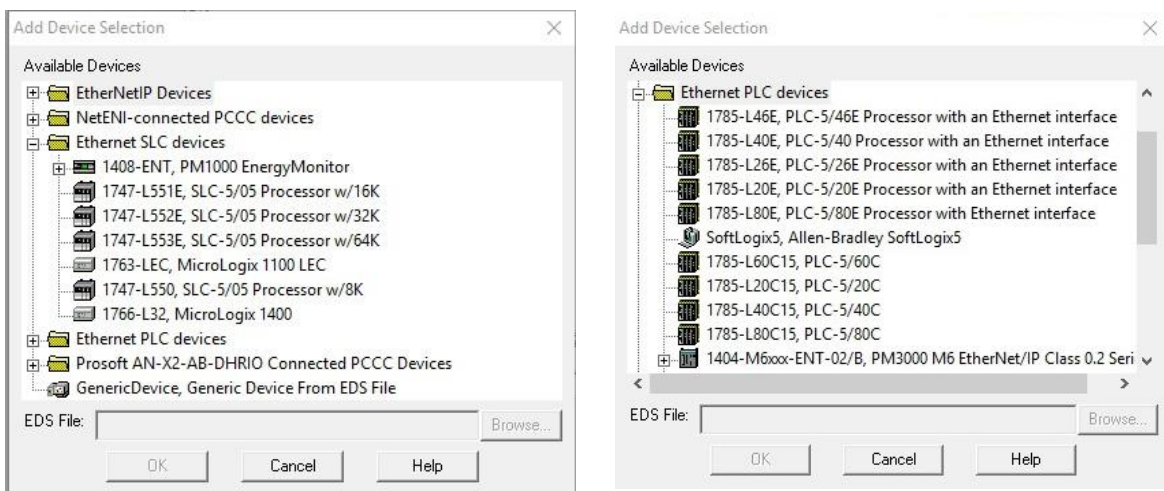 Add Device Selection
Available Devices
EtherNetIP Devices
NetENI-connected PCCC devices
Ethernet SLC devices
1408-ENT, PM1000 EnergyMonitor
1747-L551E, SLC-5/05 Processor w/16K
1747-L552E, SLC-5/05 Processor w/32K
1747-L553E, SLC-5/05 Processor w/64K
1763-LEC, MicroLogix 1100 LEC
1747-L550, SLC-5/05 Processor w/8K
1766-L32, MicroLogix 1400
Ethernet PLC devices
Prosoft AN-X2-AB-DHRIO Connected PCCC Devices
GenericDevice, Generic Device From EDS File
EDS File:
Browse...
OK Cancel Help
Add Device Selection
Available Devices
Ethernet PLC devices
1785-L46E, PLC-5/46E Processor with an Ethernet interface
1785-L40E, PLC-5/40 Processor with an Ethernet interface
1785-L26E, PLC-5/26E Processor with an Ethernet interface
1785-L20E, PLC-5/20E Processor with an Ethernet interface
1785-L80E, PLC-5/80E Processor with Ethernet interface
SoftLogix5, Allen-Bradley SoftLogix5
1785-L60C15, PLC-5/60C
1785-L20C15, PLC-5/20C
1785-L40C15, PLC-5/40C
1785-L80C15, PLC-5/80C
1404-M6xxx-ENT-02/B, PM3000 M6 EtherNet/IP Class 0.2 Seri
EDS File:
Browse...
OK Cancel Help